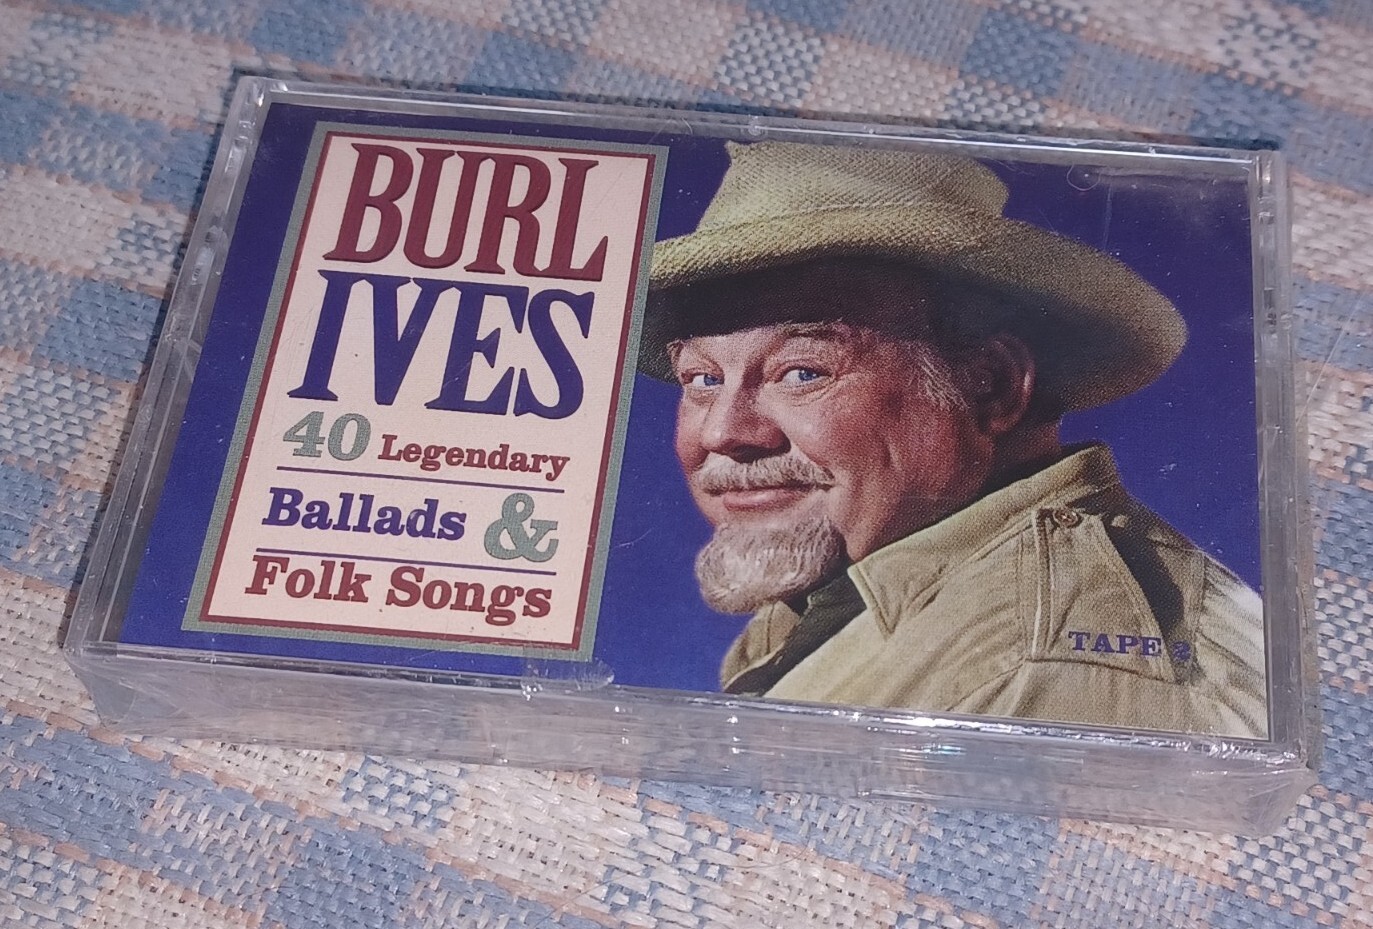 BURL
IVES
40 Legendary
Ballads &
Folk Songs
TAPE 2